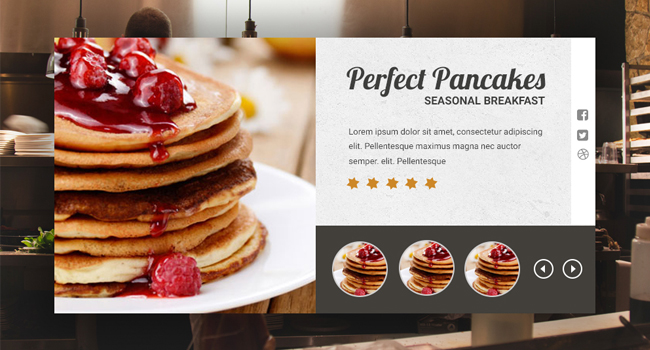 Perfect Pancakes
SEASONAL BREAKFAST
Lorem ipsum dolor sit amet, consectetur adipiscing
elit. Pellentesque maximus magna nec auctor
semper. elit. Pellentesque